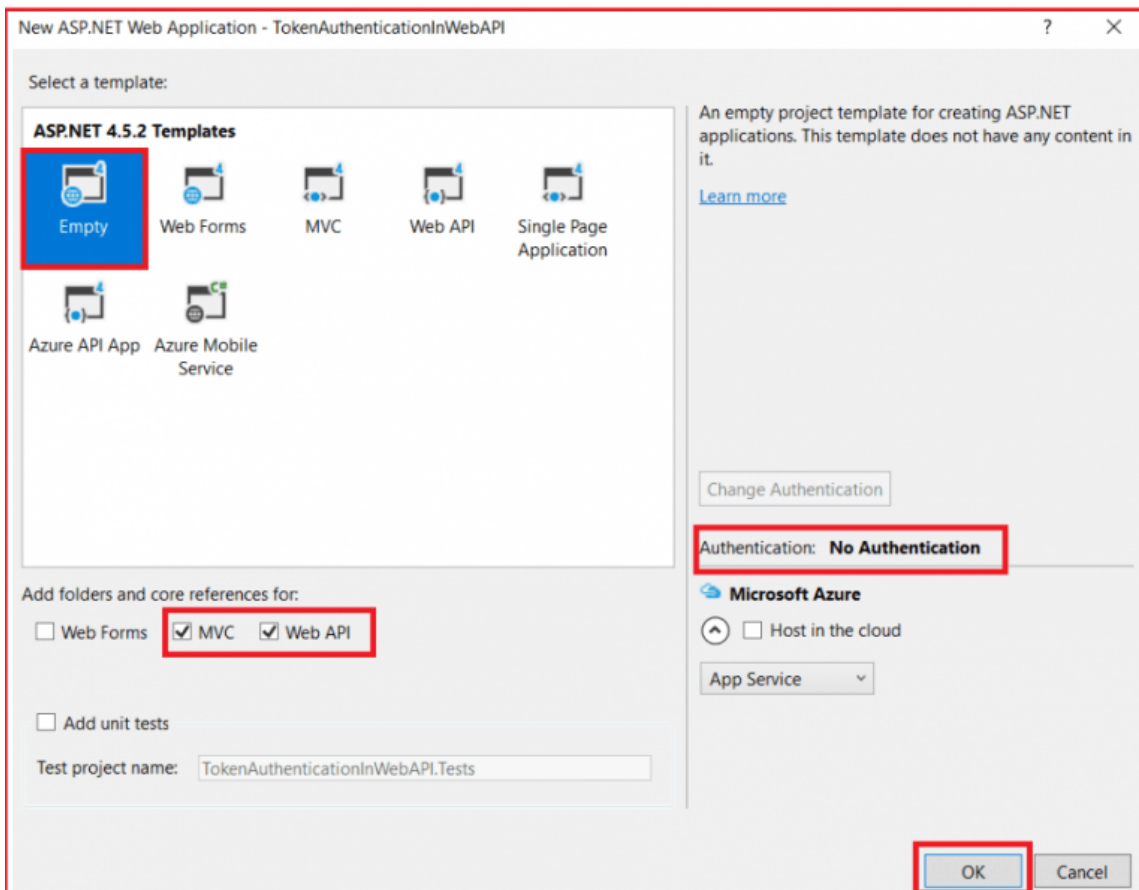 New ASP.NET Web Application - TokenAuthenticationInWebAPI
?
Select a template:
ASP.NET 4.5.2 Templates
Empty
Web Forms
MVC
Web API
Single Page
Application
Azure API App
Azure Mobile
Service
An empty project template for creating ASP.NET
applications. This template does not have any content in
it.
Learn more
Change Authentication
Authentication: No Authentication
Microsoft Azure
Host in the cloud
App Service
Add folders and core references for:
Web Forms MVC Web API
Add unit tests
Test project name: TokenAuthenticationInWebAPI.Tests
OK Cancel